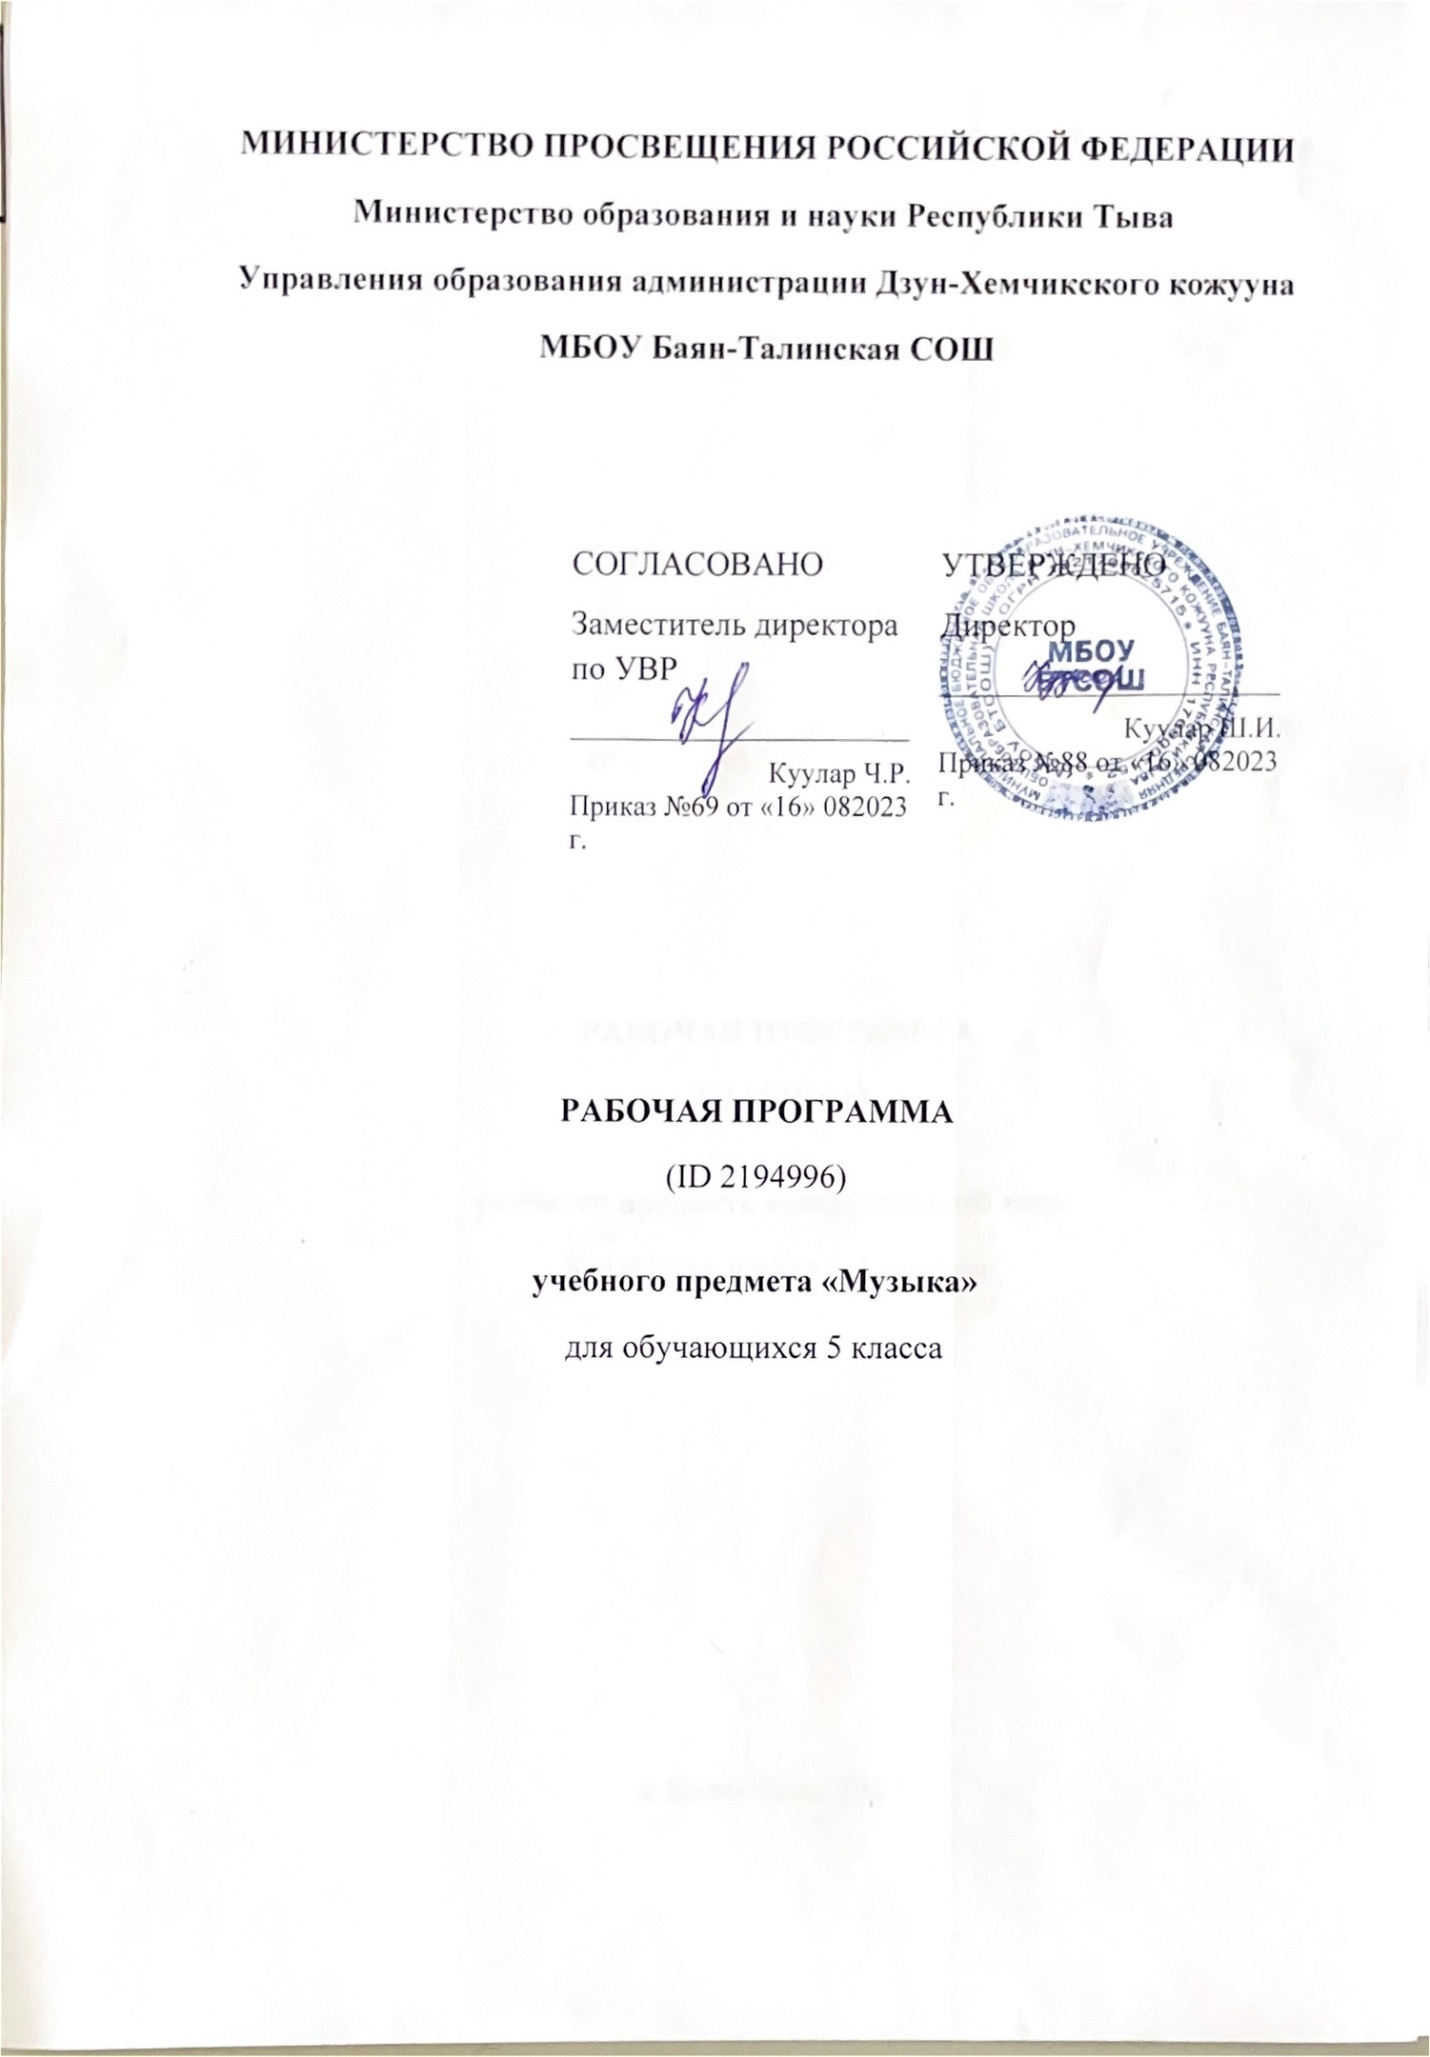 МИНИСТЕРСТВО ПРОСВЕЩЕНИЯ РОССИЙСКОЙ ФЕДЕРАЦИИ
Министерство образования и науки Республики Тыва
Управления образования администрации Дзун-Хемчикского кожууна
МБОУ Баян-Талинская СОШ
СОГЛАСОВАНО
Заместитель директора
по УВР
Куулар Ч.Р.
Приказ №69 от «16» 082023
г.
УТВЕРЖДЕНО
Директор
МБОУ
БТСОШ
Куулар Ш.И.
Приказ №88 от «16» 082023
г.
РАБОЧАЯ ПРОГРАММА
(ID 2194996)
учебного предмета «Музыка»
для обучающихся 5 класса